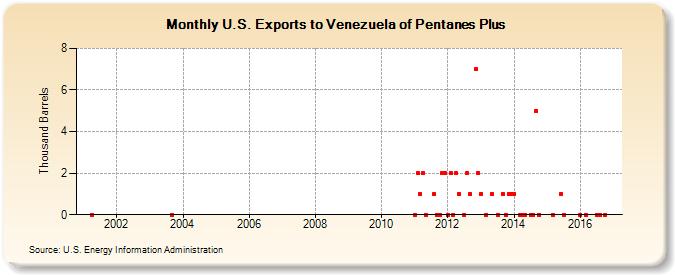 Monthly U.S. Exports to Venezuela of Pentanes Plus
Thousand Barrels
8
6
4
2
0
2002 2004 2006 2008 2010 2012 2014 2016
Source: U.S. Energy Information Administration